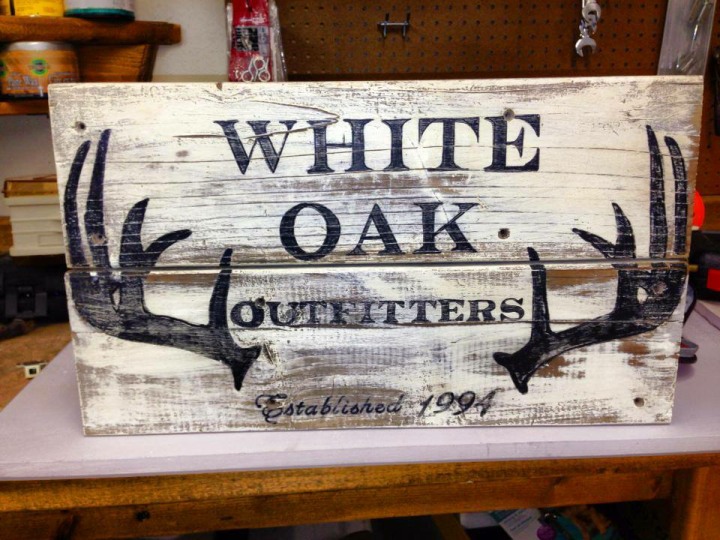 WHITE
OAK
OUTFITTERS
Established 1994